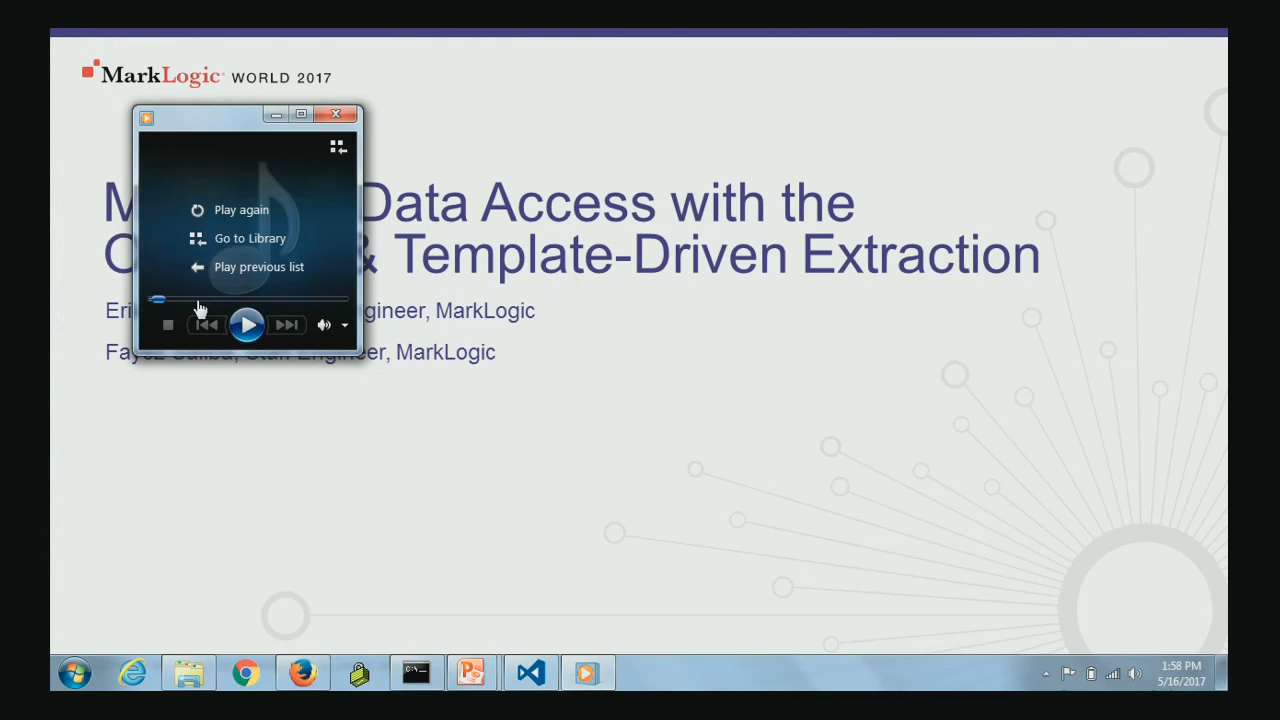 MarkLogic WORLD 2017
Play again
Go to Library
Play previous list
M Data Access with the
& Template-Driven Extraction
Eri gineer, MarkLogic
MarkLogic
C:\
1:58 PM
5/16/2017